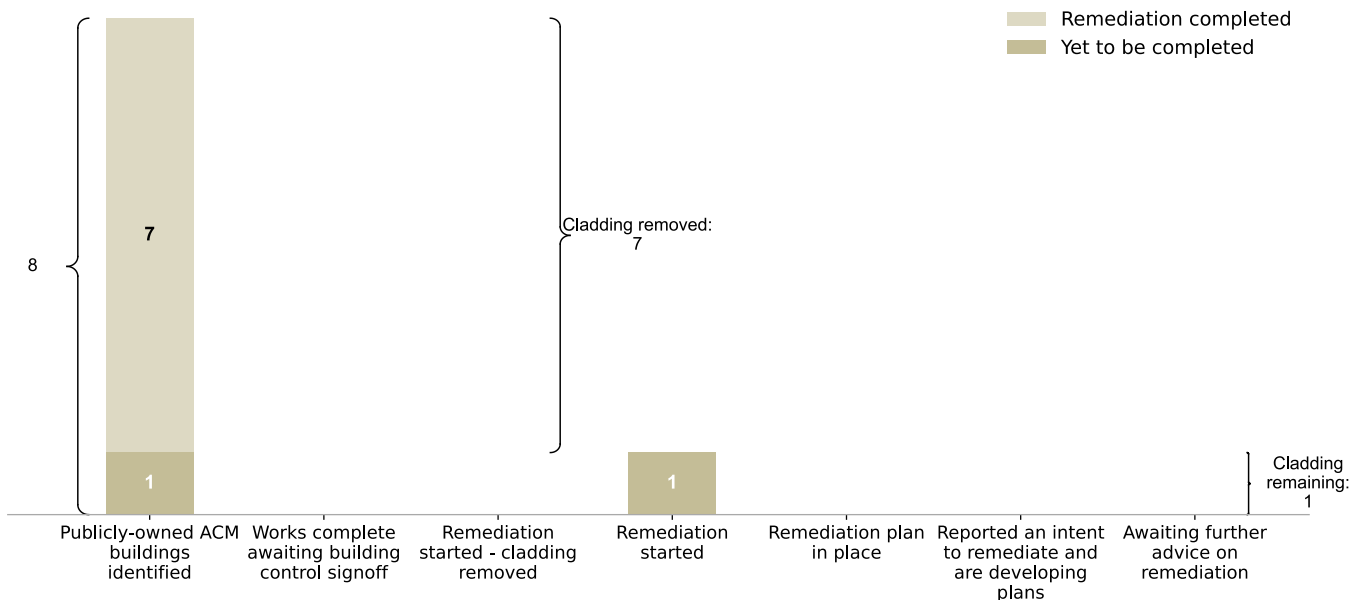 Remediation completed
Yet to be completed
7
Cladding removed:
7
8
1
1
Cladding
remaining:
1
Publicly-owned ACM
buildings
identified
Works complete
awaiting building
control signoff
Remediation
started - cladding
removed
Remediation
started
Remediation plan
in place
Reported an intent
to remediate and
are developing
plans
Awaiting further
advice on
remediation